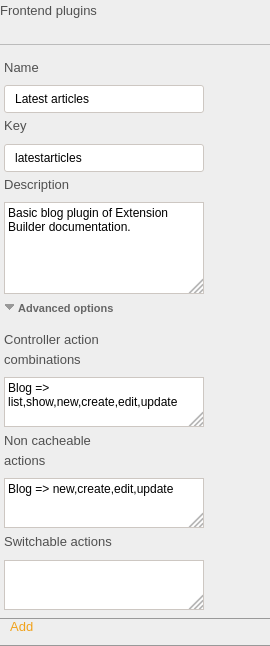 Frontend plugins
Name
Latest articles
Key
latestarticles
Description
Basic blog plugin of Extension
Builder documentation.
Advanced options
Controller action
combinations
Blog =>
list,show,new,create,edit,update
Non cacheable
actions
Blog => new,create,edit,update
Switchable actions
Add